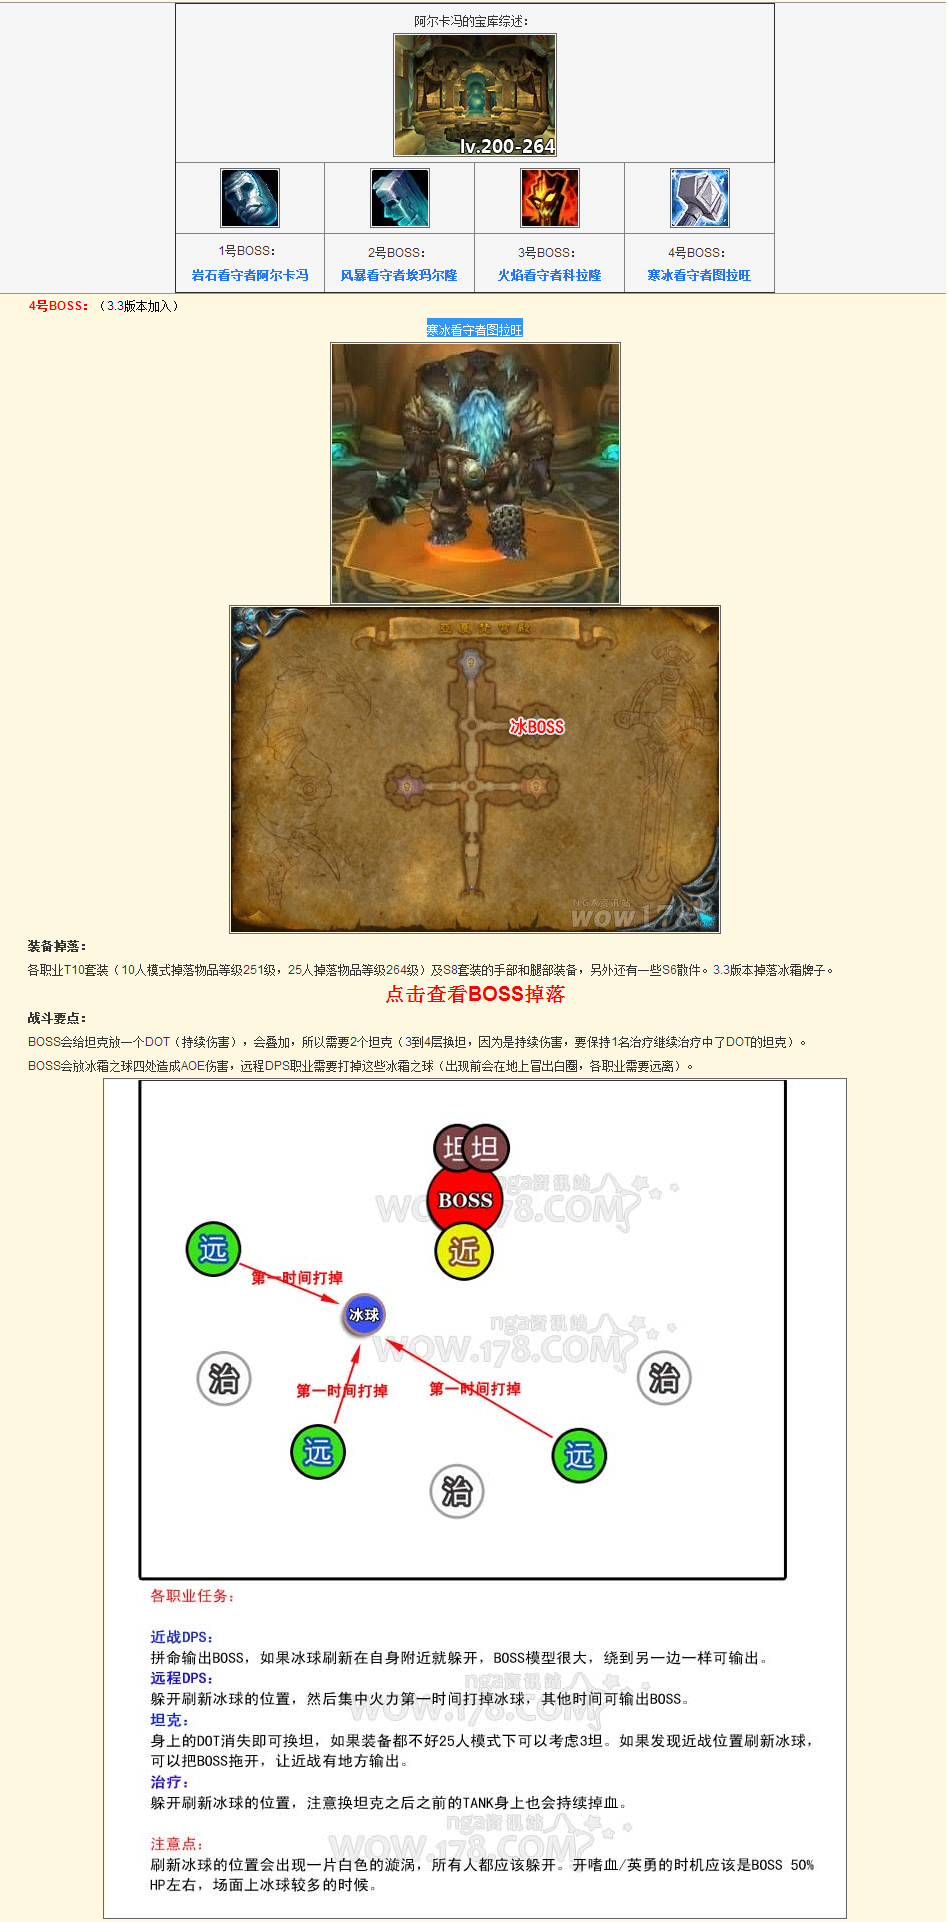 阿尔卡冯的宝库综述：
lv.200-264
1号BOSS：
2号BOSS：
3号BOSS：
4号BOSS：
岩石看守者阿尔卡冯
风暴看守者埃玛尔隆
火焰看守者科拉隆
寒冰看守者图拉旺
4号BOSS：（3.3版本加入）
寒冰看守者图拉旺
冰BOSS
NGA资讯站
wow178.com
装备掉落：
各职业T10套装（10人模式掉落物品等级251级，25人掉落物品等级264级）及S8套装的手部和腿部装备，另外还有一些S6散件。3.3版本掉落冰霜牌子。
点击查看BOSS掉落
战斗要点：
BOSS会给坦克放一个DOT（持续伤害），会叠加，所以需要2个坦克（3到4层换坦，因为是持续伤害，要保持1名治疗继续治疗中了DOT的坦克）。
BOSS会放冰霜之球四处造成AOE伤害，远程DPS职业需要打掉这些冰霜之球（出现前会在地上冒出白圈，各职业需要远离）。
坦 坦
nga资讯站
BOSS
WOW.178.COM
远
近
第一时间打掉
冰球
nga资讯站
WOW.178.COM
治
治
第一时间打掉
第一时间打掉
远
远
治
各职业任务：
近战DPS：
拼命输出BOSS，如果冰球刷新在自身附近就躲开，BOSS模型很大，绕到另一边一样可输出。
远程DPS：
nga资讯站
躲开刷新冰球的位置，然后集中火力第一时间打掉冰球，其他时间可输出BOSS。
WOW.178.COM
坦克：
身上的DOT消失即可换坦，如果装备都不好25人模式下可以考虑3坦。如果发现近战位置刷新冰球，
可以把BOSS拖开，让近战有地方输出。
治疗：
躲开刷新冰球的位置，注意换坦克之后之前的TANK身上也会持续掉血。
nga资讯站
WOW.178.COM
注意点：
刷新冰球的位置会出现一片白色的漩涡，所有人都应该躲开。开嗜血/英勇的时机应该是BOSS 50%
HP左右，场面上冰球较多的时候。